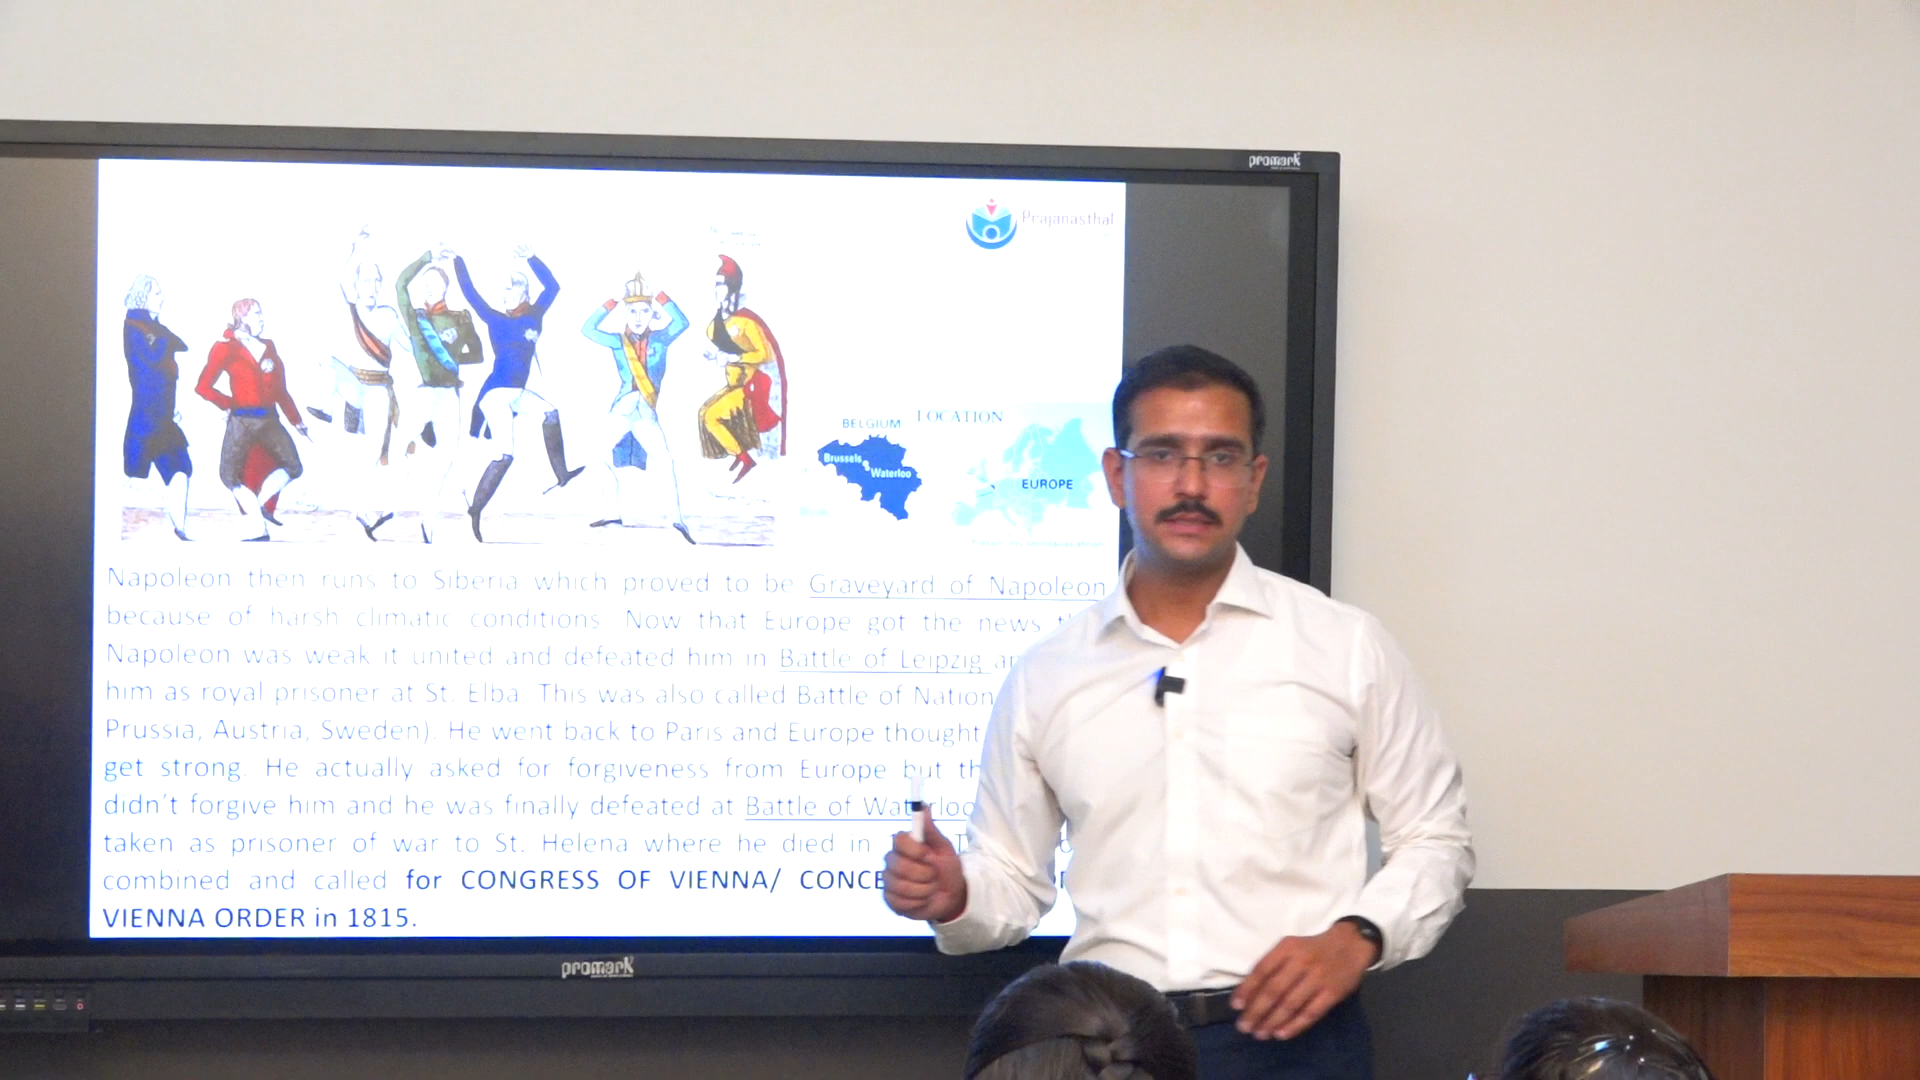 promark
Prajanasthal
BELGIUM
LOCATION
Brussels
Waterloo
EUROPE
Napoleon then runs to Siberia which proved to be Graveyard of Napoleon
because of harsh climatic conditions. Now that Europe got the news
Napoleon was weak it united and defeated him in Battle of Leipzig
him as royal prisoner at St. Elba. This was also called Battle of Nation
Prussia, Austria, Sweden). He went back to Paris and Europe thought
get strong. He actually asked for forgiveness from Europe but
didn't forgive him and he was finally defeated at Battle of Waterloo
taken as prisoner of war to St. Helena where he died in
combined and called for CONGRESS OF VIENNA/
VIENNA ORDER in 1815.
promark